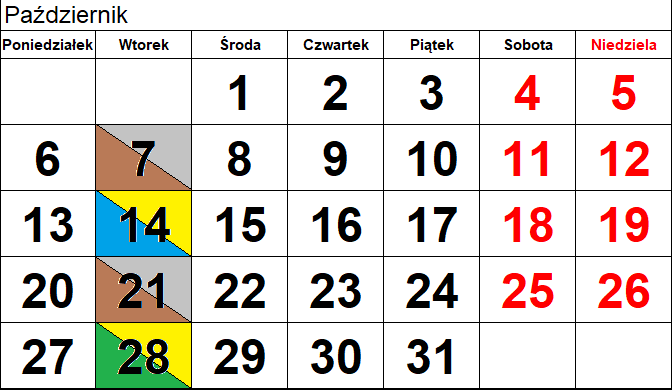 Październik
Poniedziałek Wtorek Środa Czwartek Piątek Sobota Niedziela
1 2 3 4 5
6 7 8 9 10 11 12
13 14 15 16 17 18 19
20 21 22 23 24 25 26
27 28 29 30 31